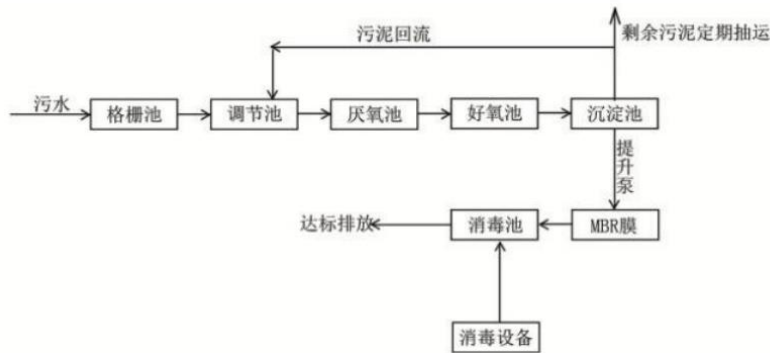 剩余污泥定期抽运
污泥回流
污水
格栅池
调节池
厌氧池
好氧池
沉淀池
提升泵
达标排放
消毒池
MBR膜
消毒设备